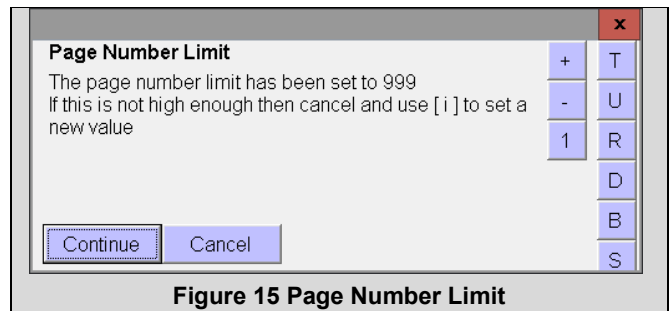 x
Page Number Limit
The page number limit has been set to 999
If this is not high enough then cancel and use [ i ] to set a
new value
+
-
1
T
U
R
D
B
S
Continue Cancel
Figure 15 Page Number Limit